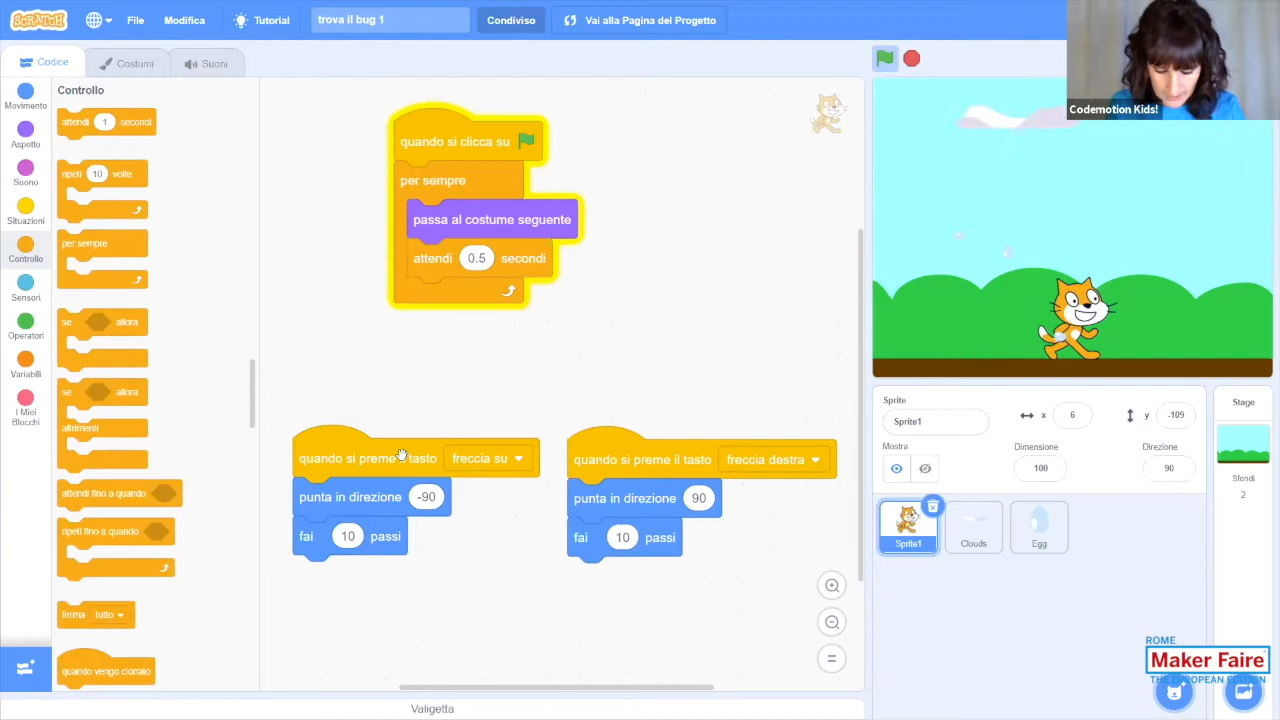 SCRATCH
File
Modifica
Tutorial
trova il bug 1
Condiviso
Vai alla Pagina del Progetto
Codice
Costumi
Suoni
Codemotion Kids!
Movimento
Aspetto
Suono
Situazioni
Controllo
Sensori
Operatori
Variabili
I Miei
Blocchi
Controllo
attendi 1 secondi
ripeti 10 volte
per sempre
se allora
se allora
altrimenti
attendi fino a quando
ripeti fino a quando
ferma tutto
quando vengo clonato
quando si clicca su
per sempre
passa al costume seguente
attendi 0.5 secondi
quando si preme il tasto freccia su
punta in direzione -90
fai 10 passi
quando si preme il tasto freccia destra
punta in direzione 90
fai 10 passi
Sprite
Sprite1
x 6
y -109
Mostra
Dimensione
100
Direzione
90
Sprite1
Clouds
Egg
Stage
Sfondi
2
ROME
Maker Faire
THE EUROPEAN EDITION
Valigetta